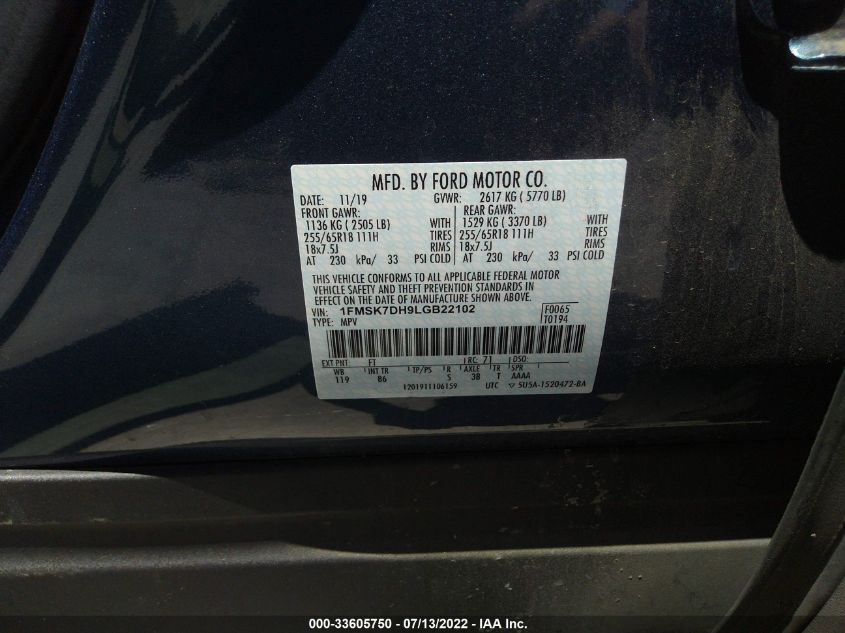 MFD. BY FORD MOTOR CO.
DATE: 11/19 GVWR: 2617 KG ( 5770 LB)
FRONT GAWR: REAR GAWR:
1136 KG ( 2505 LB) WITH 1529 KG ( 3370 LB) WITH
255/65R18 111H TIRES 255/65R18 111H TIRES
18x7.5J RIMS 18x7.5J RIMS
AT 230 kPa/ 33 PSI COLD AT 230 kPa/ 33 PSI COLD
THIS VEHICLE CONFORMS TO ALL APPLICABLE FEDERAL MOTOR
VEHICLE SAFETY AND THEFT PREVENTION STANDARDS IN
EFFECT ON THE DATE OF MANUFACTURE SHOWN ABOVE.
VIN: 1FMSK7DH9LGB22102 F0065
TYPE: MPV T0194
EXT PNT: FT RC: 71 DSO:
WB INT TR TP/PS R AXLE TR SPR
119 86 S 3B T AAAA
I201911106159 UTC ▽ 5U5A-1520472-BA
000-33605750 - 07/13/2022 - IAA Inc.